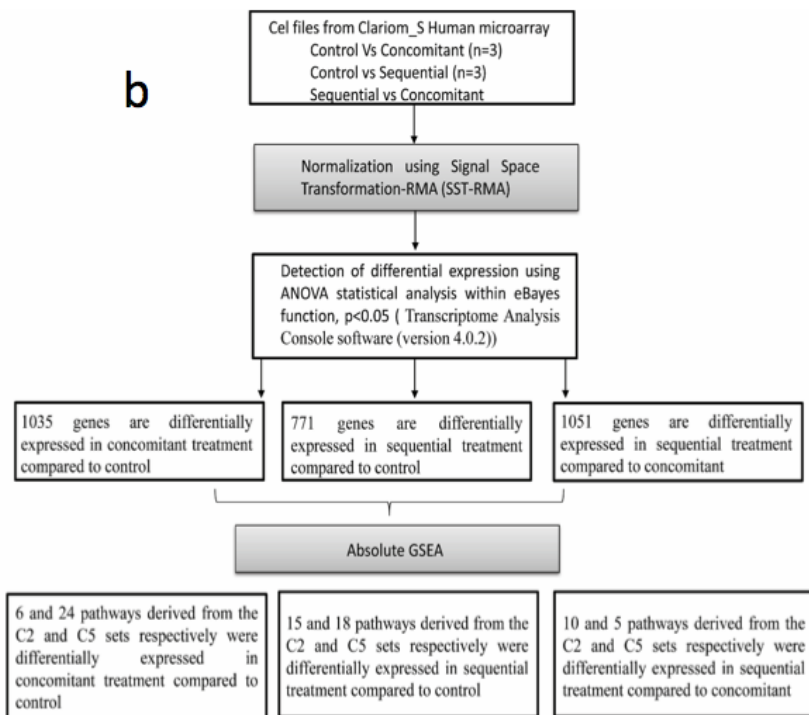 b
Cel files from Clariom_S Human microarray
Control Vs Concomitant (n=3)
Control vs Sequential (n=3)
Sequential vs Concomitant
Normalization using Signal Space
Transformation-RMA (SST-RMA)
Detection of differential expression using
ANOVA statistical analysis within eBayes
function, p<0.05 ( Transcriptome Analysis
Console software (version 4.0.2))
1035 genes are differentially
expressed in concomitant treatment
compared to control
771 genes are differentially
expressed in sequential treatment
compared to control
1051 genes are differentially
expressed in sequential treatment
compared to concomitant
Absolute GSEA
6 and 24 pathways derived from the
C2 and C5 sets respectively were
differentially expressed in
concomitant treatment compared to
control
15 and 18 pathways derived from the
C2 and C5 sets respectively were
differentially expressed in sequential
treatment compared to control
10 and 5 pathways derived from the
C2 and C5 sets respectively were
differentially expressed in sequential
treatment compared to concomitant